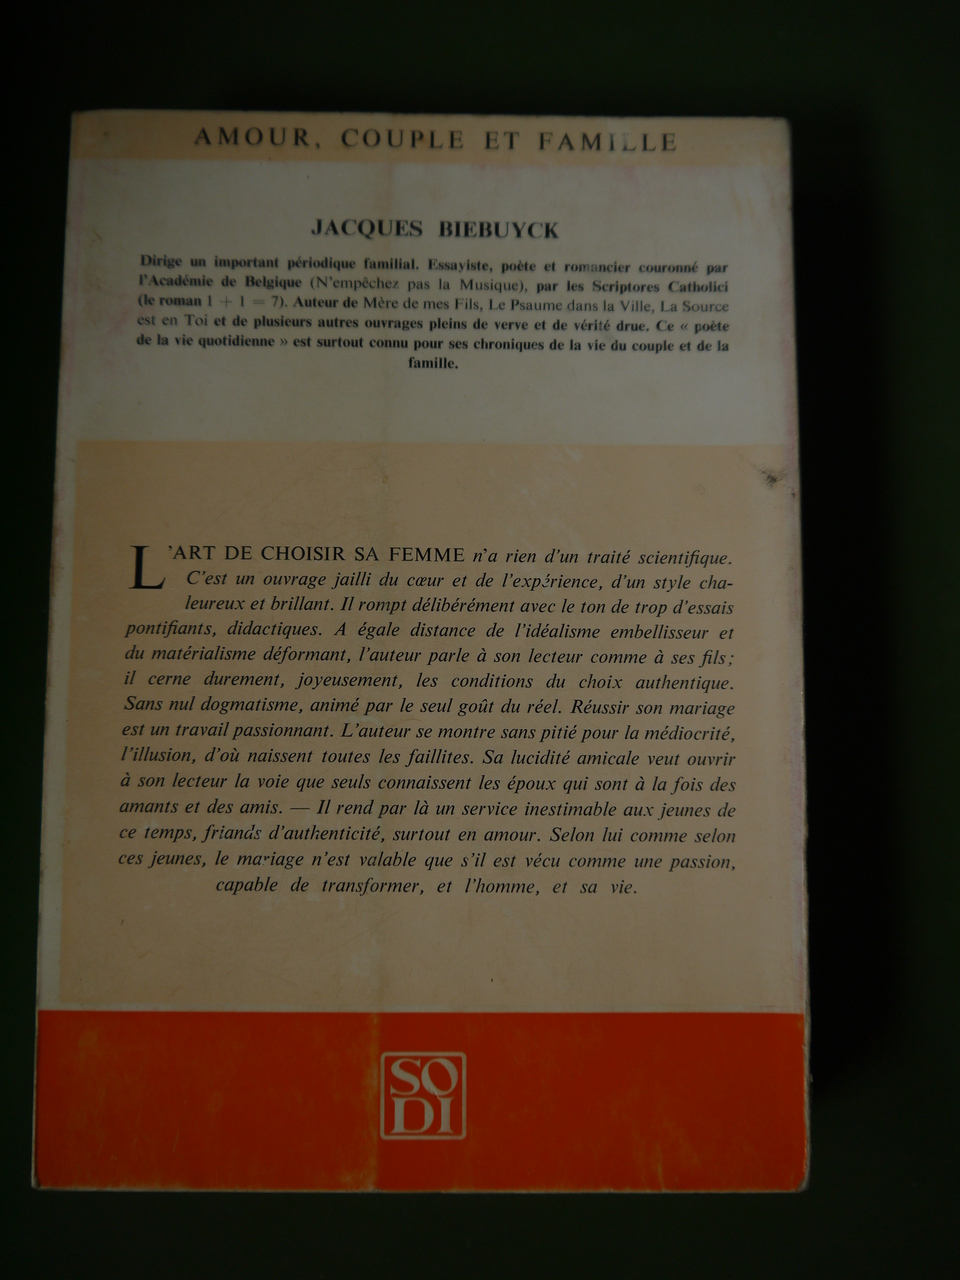 AMOUR, COUPLE ET FAMILLE
JACQUES BIEBUYCK
Dirige un important périodique familial. Essayiste, poète et romancier couronné par
l'Académie de Belgique (N'empêchez pas la Musique), par les Scriptores Catholici
(le roman 1 + 1 = 7). Auteur de Mère de mes Fils, Le Psaume dans la Ville, La Source
est en Toi et de plusieurs autres ouvrages pleins de verve et de vérité drue. Ce « poète
de la vie quotidienne » est surtout connu pour ses chroniques de la vie du couple et de la
famille.
L'ART DE CHOISIR SA FEMME n'a rien d'un traité scientifique.
C'est un ouvrage jailli du cœur et de l'expérience, d'un style cha-
leureux et brillant. Il rompt délibérément avec le ton de trop d'essais
pontifiants, didactiques. A égale distance de l'idéalisme embellisseur et
du matérialisme déformant, l'auteur parle à son lecteur comme à ses fils ;
il cerne durement, joyeusement, les conditions du choix authentique.
Sans nul dogmatisme, animé par le seul goût du réel. Réussir son mariage
est un travail passionnant. L'auteur se montre sans pitié pour la médiocrité,
l'illusion, d'où naissent toutes les faillites. Sa lucidité amicale veut ouvrir
à son lecteur la voie que seuls connaissent les époux qui sont à la fois des
amants et des amis. — Il rend par là un service inestimable aux jeunes de
ce temps, friands d'authenticité, surtout en amour. Selon lui comme selon
ces jeunes, le mariage n'est valable que s'il est vécu comme une passion,
capable de transformer, et l'homme, et sa vie.
SO
DI